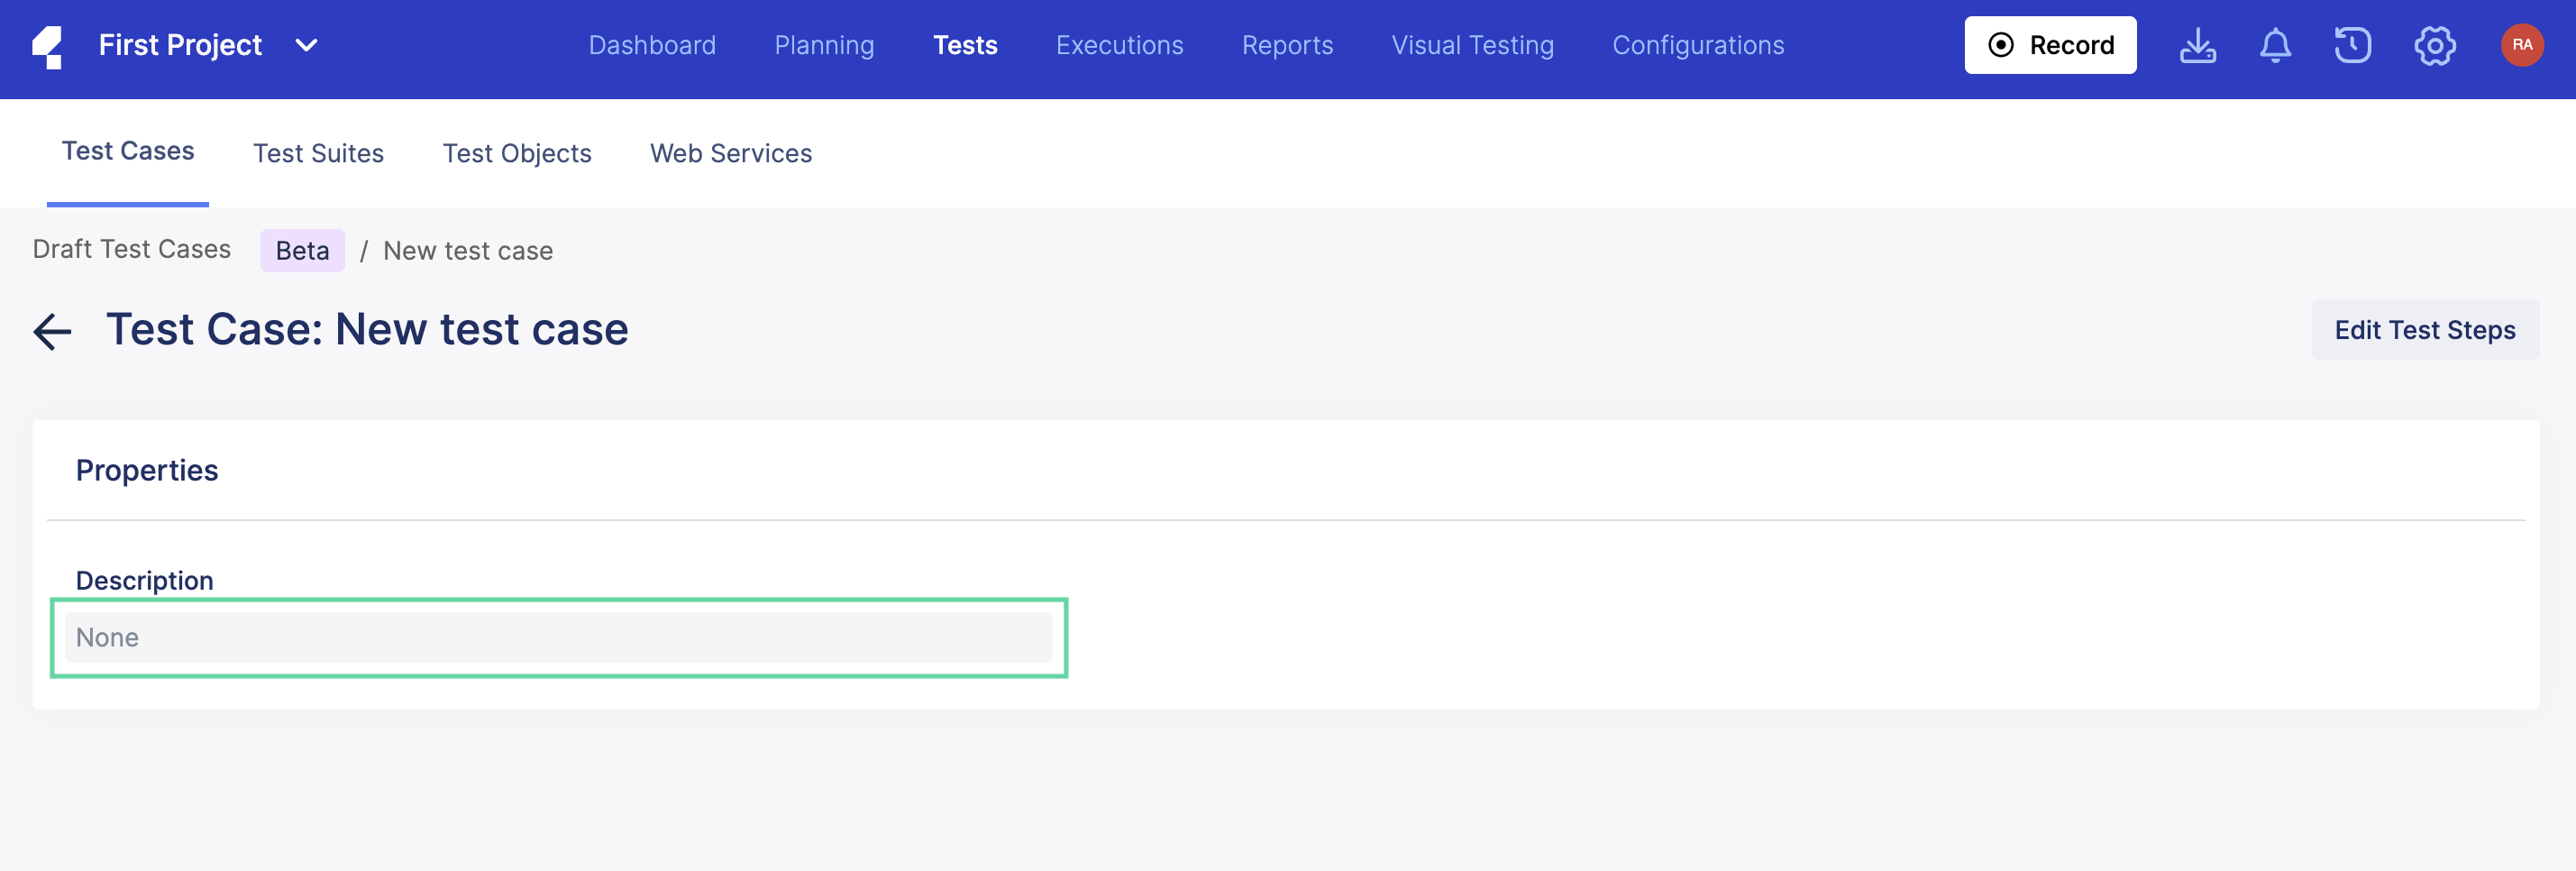 First Project Dashboard Planning Tests Executions Reports Visual Testing Configurations Record RA
Test Cases Test Suites Test Objects Web Services
Draft Test Cases Beta / New test case
Test Case: New test case Edit Test Steps
Properties
Description
None